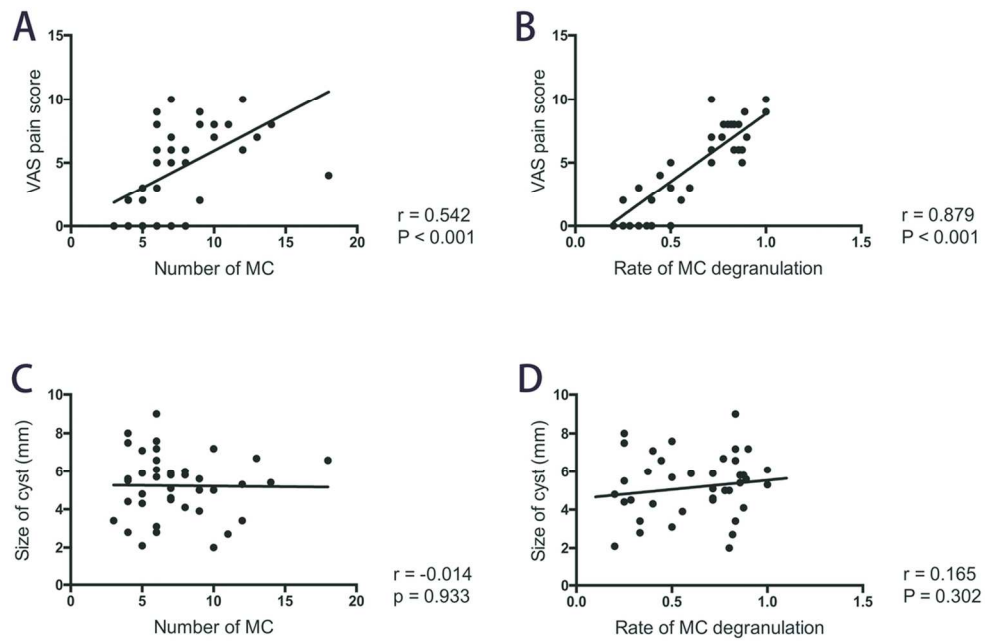 A
VAS pain score
15
10
5
0
0 5 10 15 20
Number of MC
r = 0.542
P < 0.001
B
VAS pain score
15
10
5
0
0.0 0.5 1.0 1.5
Rate of MC degranulation
r = 0.879
P < 0.001
C
Size of cyst (mm)
10
8
6
4
2
0
0 5 10 15 20
Number of MC
r = -0.014
p = 0.933
D
Size of cyst (mm)
10
8
6
4
2
0
0.0 0.5 1.0 1.5
Rate of MC degranulation
r = 0.165
P = 0.302